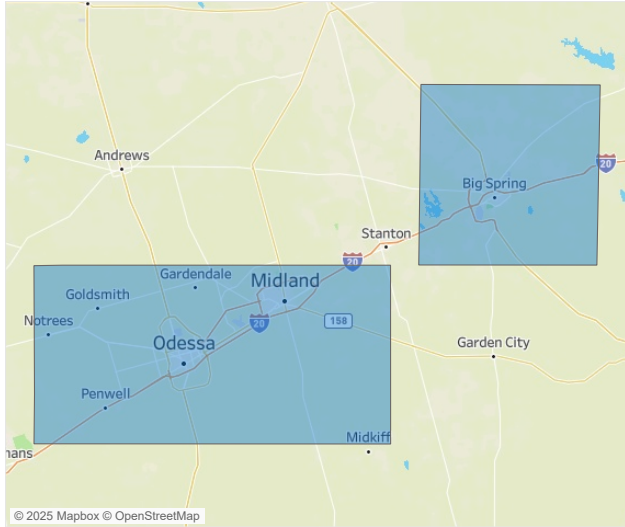 Andrews
20
Big Spring
Stanton
20
Gardendale
Midland
Goldsmith
Notrees
20
158
Odessa
Garden City
Penwell
Midkiff
hans
© 2025 Mapbox © OpenStreetMap